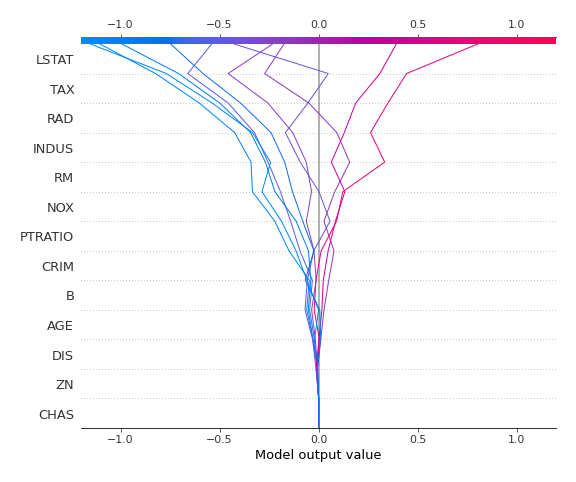 −1.0 −0.5 0.0 0.5 1.0
LSTAT
TAX
RAD
INDUS
RM
NOX
PTRATIO
CRIM
B
AGE
DIS
ZN
CHAS
−1.0 −0.5 0.0 0.5 1.0
Model output value